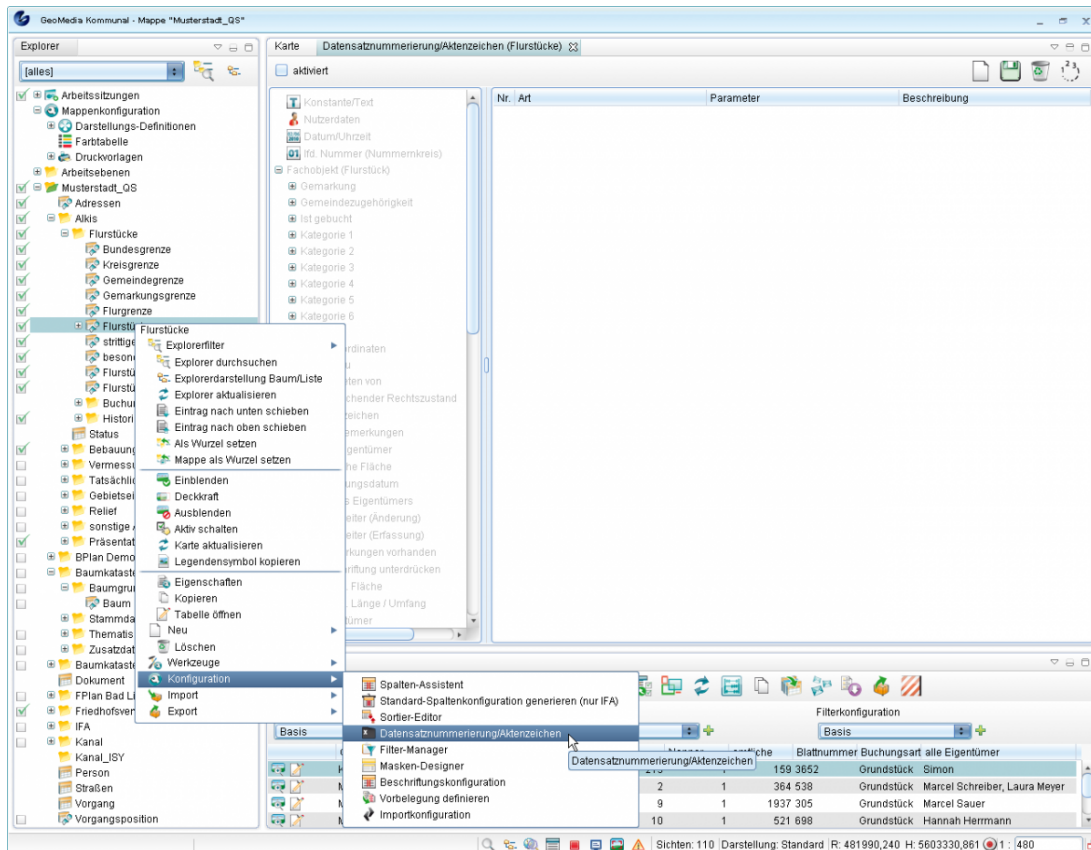 GeoMedia Kommunal - Mappe "Musterstadt_QS"
Explorer
[alles]
Arbeitssitzungen
Mappenkonfiguration
Darstellungs-Definitionen
Farbtabelle
Druckvorlagen
Arbeitsebenen
Musterstadt_QS
Adressen
Alkis
Flurstücke
Bundesgrenze
Kreisgrenze
Gemeindegrenze
Gemarkungsgrenze
Flurgrenze
Status
Dokument
IFA
Kanal
Kanal_ISY
Person
Straßen
Vorgang
Vorgangsposition
Baum
Relief
BPlan Demo
Flurstücke
Explorerfilter
Explorer durchsuchen
Explorerdarstellung Baum/Liste
Explorer aktualisieren
Eintrag nach unten schieben
Eintrag nach oben schieben
Als Wurzel setzen
Mappe als Wurzel setzen
Einblenden
Deckkraft
Ausblenden
Aktiv schalten
Karte aktualisieren
Legendensymbol kopieren
Eigenschaften
Kopieren
Tabelle öffnen
Neu
Löschen
Werkzeuge
Konfiguration
Import
Export
Karte Datensatznummerierung/Aktenzeichen (Flurstücke)
aktiviert
Konstante/Text
Nutzerdaten
Datum/Uhrzeit
lfd. Nummer (Nummernkreis)
Fachobjekt (Flurstück)
Gemarkung
Gemeindezugehörigkeit
Ist gebucht
Kategorie 1
Kategorie 2
Kategorie 3
Kategorie 4
Kategorie 5
Kategorie 6
Nr. Art Parameter Beschreibung
Spalten-Assistent
Standard-Spaltenkonfiguration generieren (nur IFA)
Sortier-Editor
Datensatznummerierung/Aktenzeichen
Filter-Manager
Masken-Designer
Beschriftungskonfiguration
Vorbelegung definieren
Importkonfiguration
Datensatznummerierung/Aktenzeichen
Filterkonfiguration
Basis
Basis
Blattnummer Buchungsart alle Eigentümer
1 159 3652 Grundstück Simon
2 1 364 538 Grundstück Marcel Schreiber, Laura Meyer
9 1 1937 305 Grundstück Marcel Sauer
10 1 521 698 Grundstück Hannah Herrmann
Sichten: 110 Darstellung: Standard R: 481990,240 H: 5603330,861 1 : 480